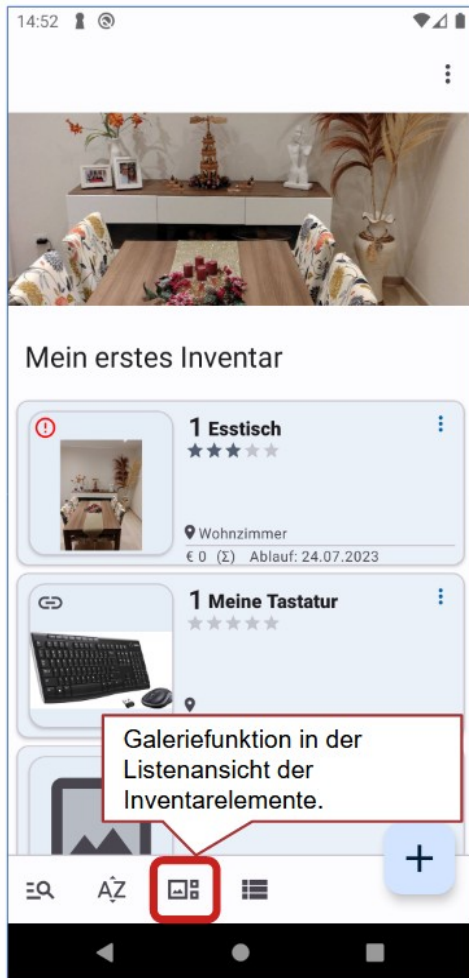 14:52
Mein erstes Inventar
1 Esstisch
Wohnzimmer
€ 0 (Σ) Ablauf: 24.07.2023
1 Meine Tastatur
Galeriefunktion in der
Listenansicht der
Inventarelemente.
AZ